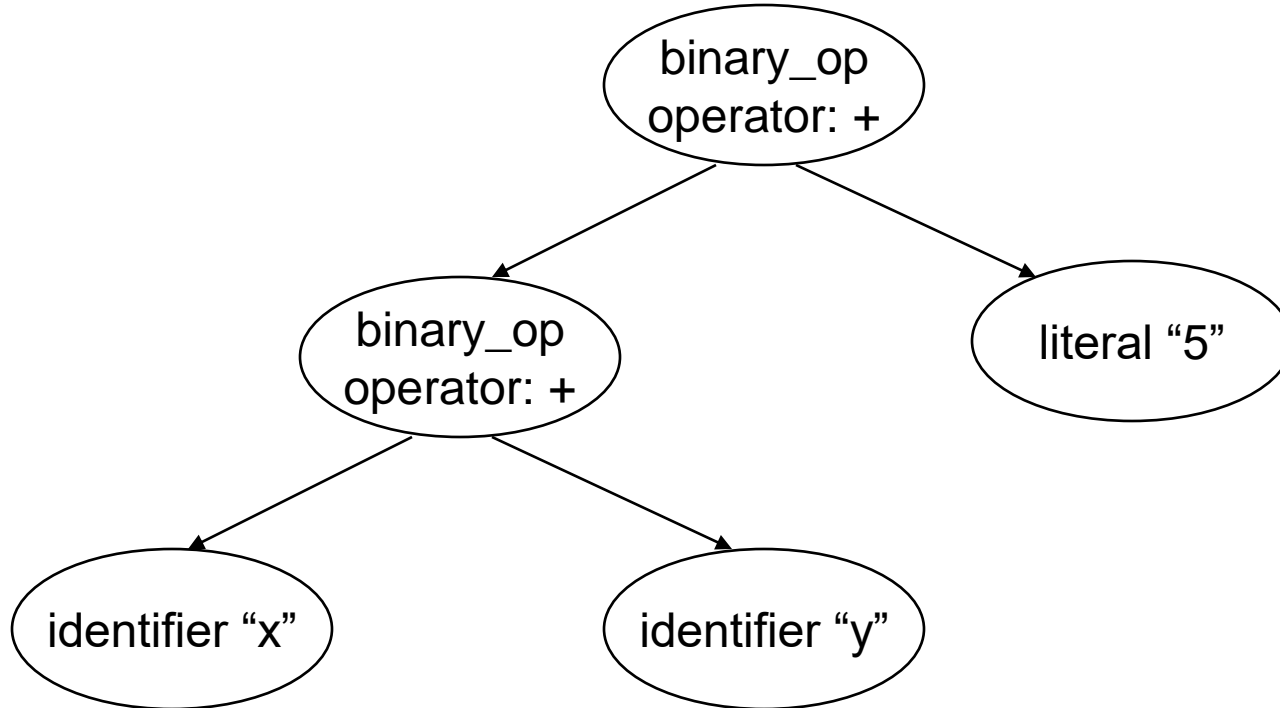 binary_op
operator: +
binary_op
operator: +
literal “5”
identifier “x”
identifier “y”